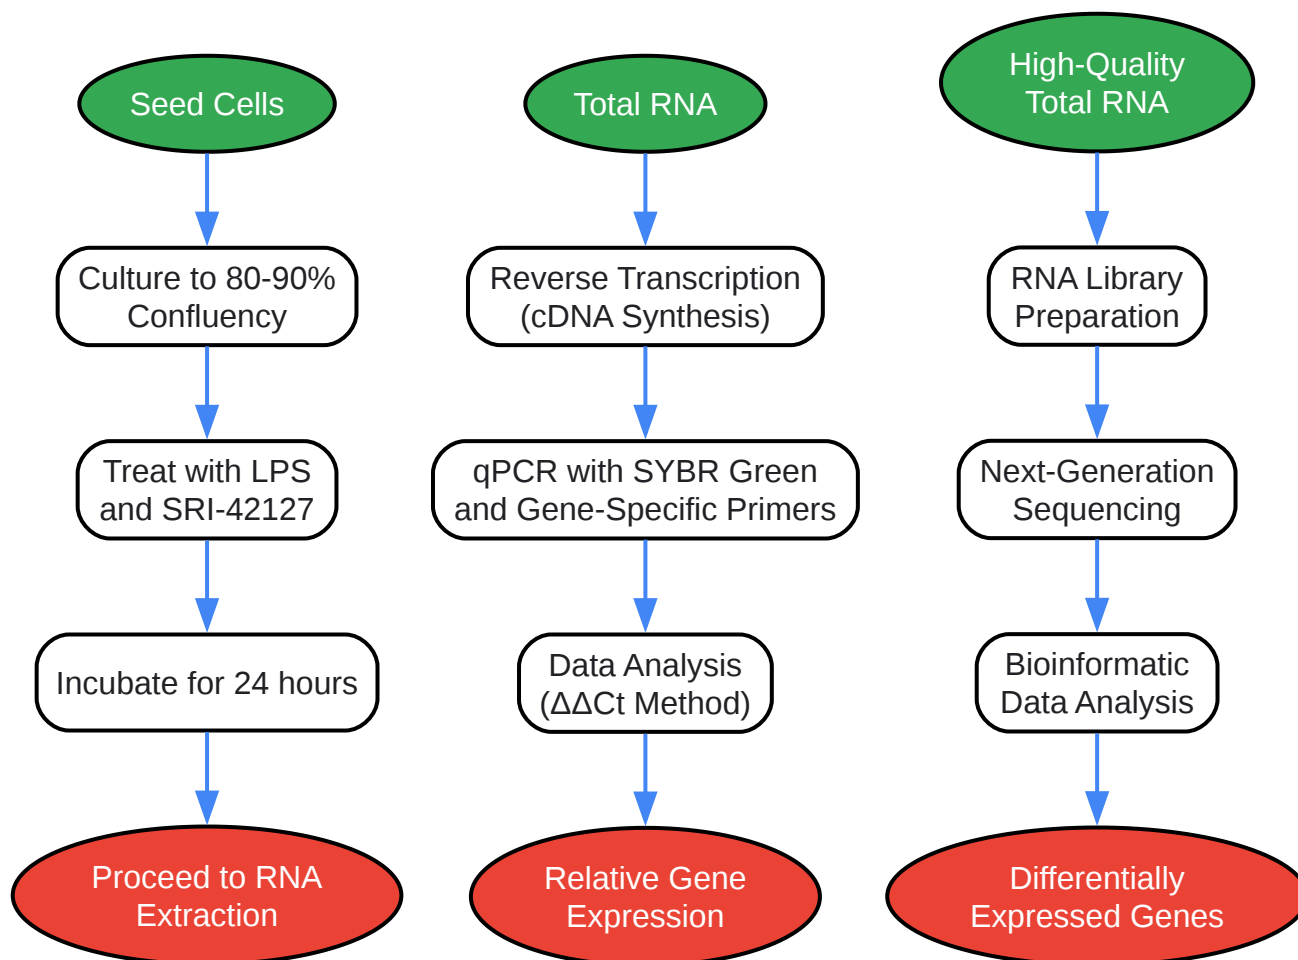 Seed Cells
Culture to 80-90%
Confluency
Treat with LPS
and SRI-42127
Incubate for 24 hours
Proceed to RNA
Extraction
Total RNA
Reverse Transcription
(cDNA Synthesis)
qPCR with SYBR Green
and Gene-Specific Primers
Data Analysis
(ΔΔCt Method)
Relative Gene
Expression
High-Quality
Total RNA
RNA Library
Preparation
Next-Generation
Sequencing
Bioinformatic
Data Analysis
Differentially
Expressed Genes